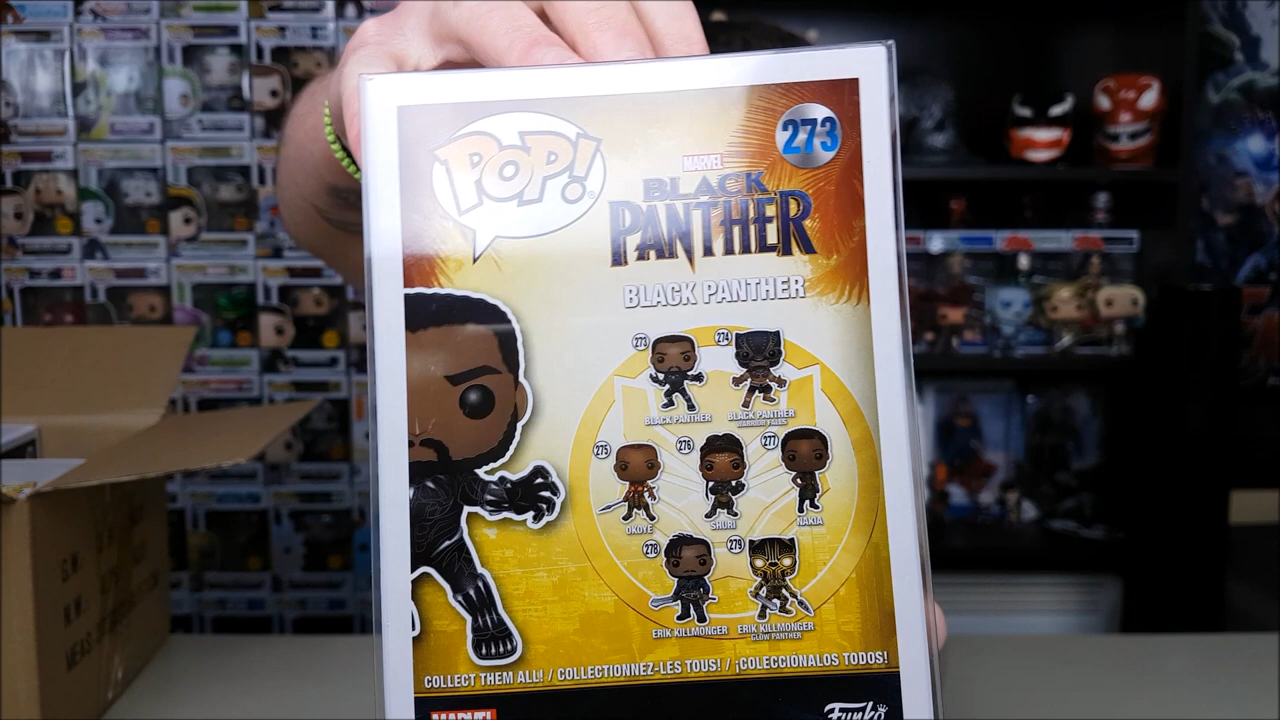 POP!
MARVEL
BLACK
PANTHER
273
BLACK PANTHER
273
274
BLACK PANTHER
BLACK PANTHER
WARRIOR FALLS
275
276
277
OKOYE
SHURI
NAKIA
278
279
ERIK KILLMONGER
ERIK KILLMONGER
GLOW PANTHER
COLLECT THEM ALL! / COLLECTIONNEZ-LES TOUS! / ¡COLECCIÓNALOS TODOS!
MARVEL
Funko
G.W.
N.W.
MEAS